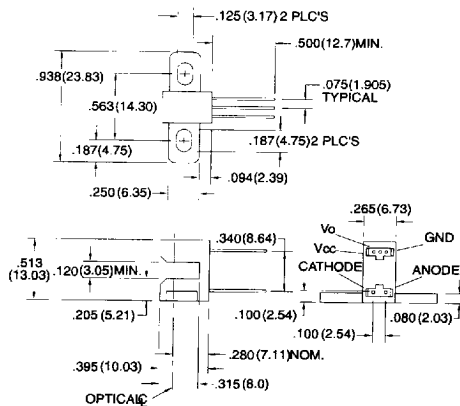 .125 (3.17) 2 PLC'S
.500 (12.7) MIN.
.938 (23.83)
.563 (14.30)
.075 (1.905)
TYPICAL
.187 (4.75)
.187 (4.75) 2 PLC'S
.094 (2.39)
.250 (6.35)
.265 (6.73)
Vo
GND
Vcc
CATHODE
ANODE
.513
(13.03)
.340 (8.64)
.120 (3.05) MIN.
.205 (5.21)
.100 (2.54)
.080 (2.03)
.100 (2.54)
.280 (7.11) NOM.
.395 (10.03)
.315 (8.0)
OPTICAL